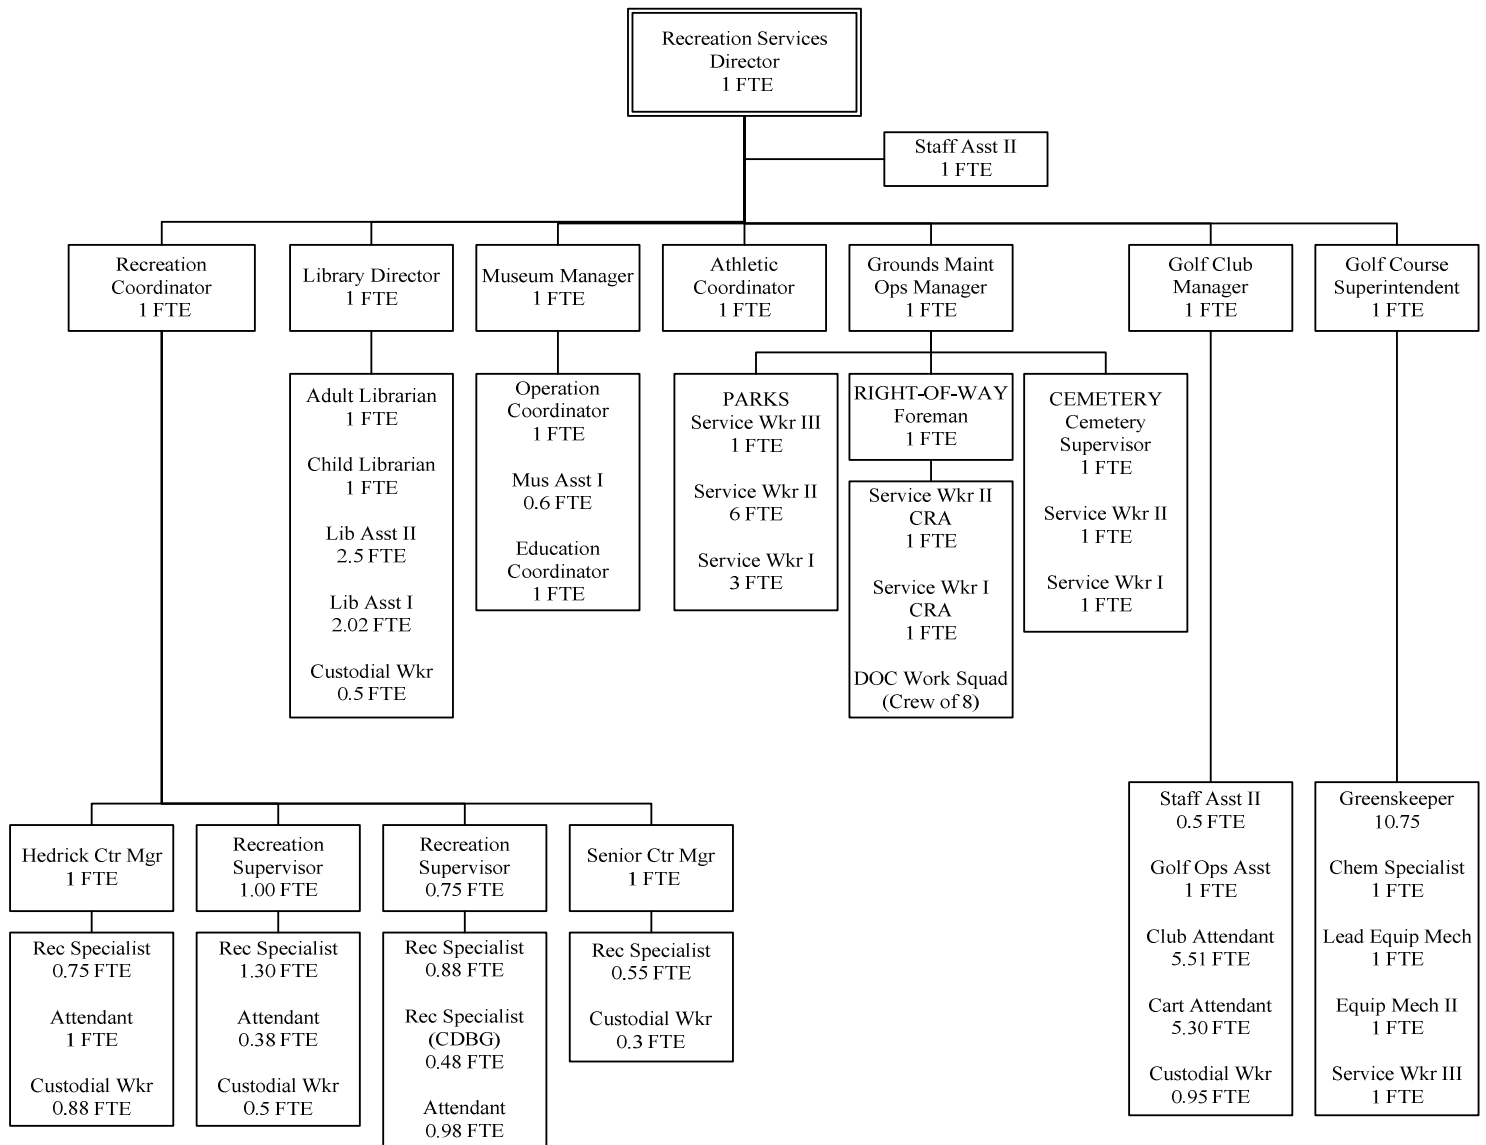 Recreation Services
Director
1 FTE
Staff Asst II
1 FTE
Recreation
Coordinator
1 FTE
Library Director
1 FTE
Museum Manager
1 FTE
Athletic
Coordinator
1 FTE
Grounds Maint
Ops Manager
1 FTE
Golf Club
Manager
1 FTE
Golf Course
Superintendent
1 FTE
Adult Librarian
1 FTE
Child Librarian
1 FTE
Lib Asst II
2.5 FTE
Lib Asst I
2.02 FTE
Custodial Wkr
0.5 FTE
Operation
Coordinator
1 FTE
Mus Asst I
0.6 FTE
Education
Coordinator
1 FTE
PARKS
Service Wkr III
1 FTE
Service Wkr II
6 FTE
Service Wkr I
3 FTE
RIGHT-OF-WAY
Foreman
1 FTE
Service Wkr II
CRA
1 FTE
Service Wkr I
CRA
1 FTE
DOC Work Squad
(Crew of 8)
CEMETERY
Cemetery
Supervisor
1 FTE
Service Wkr II
1 FTE
Service Wkr I
1 FTE
Hedrick Ctr Mgr
1 FTE
Recreation
Supervisor
1.00 FTE
Recreation
Supervisor
0.75 FTE
Senior Ctr Mgr
1 FTE
Rec Specialist
0.75 FTE
Attendant
1 FTE
Custodial Wkr
0.88 FTE
Rec Specialist
1.30 FTE
Attendant
0.38 FTE
Custodial Wkr
0.5 FTE
Rec Specialist
0.88 FTE
Rec Specialist
(CDBG)
0.48 FTE
Attendant
0.98 FTE
Rec Specialist
0.55 FTE
Custodial Wkr
0.3 FTE
Staff Asst II
0.5 FTE
Golf Ops Asst
1 FTE
Club Attendant
5.51 FTE
Cart Attendant
5.30 FTE
Custodial Wkr
0.95 FTE
Greenskeeper
10.75
Chem Specialist
1 FTE
Lead Equip Mech
1 FTE
Equip Mech II
1 FTE
Service Wkr III
1 FTE